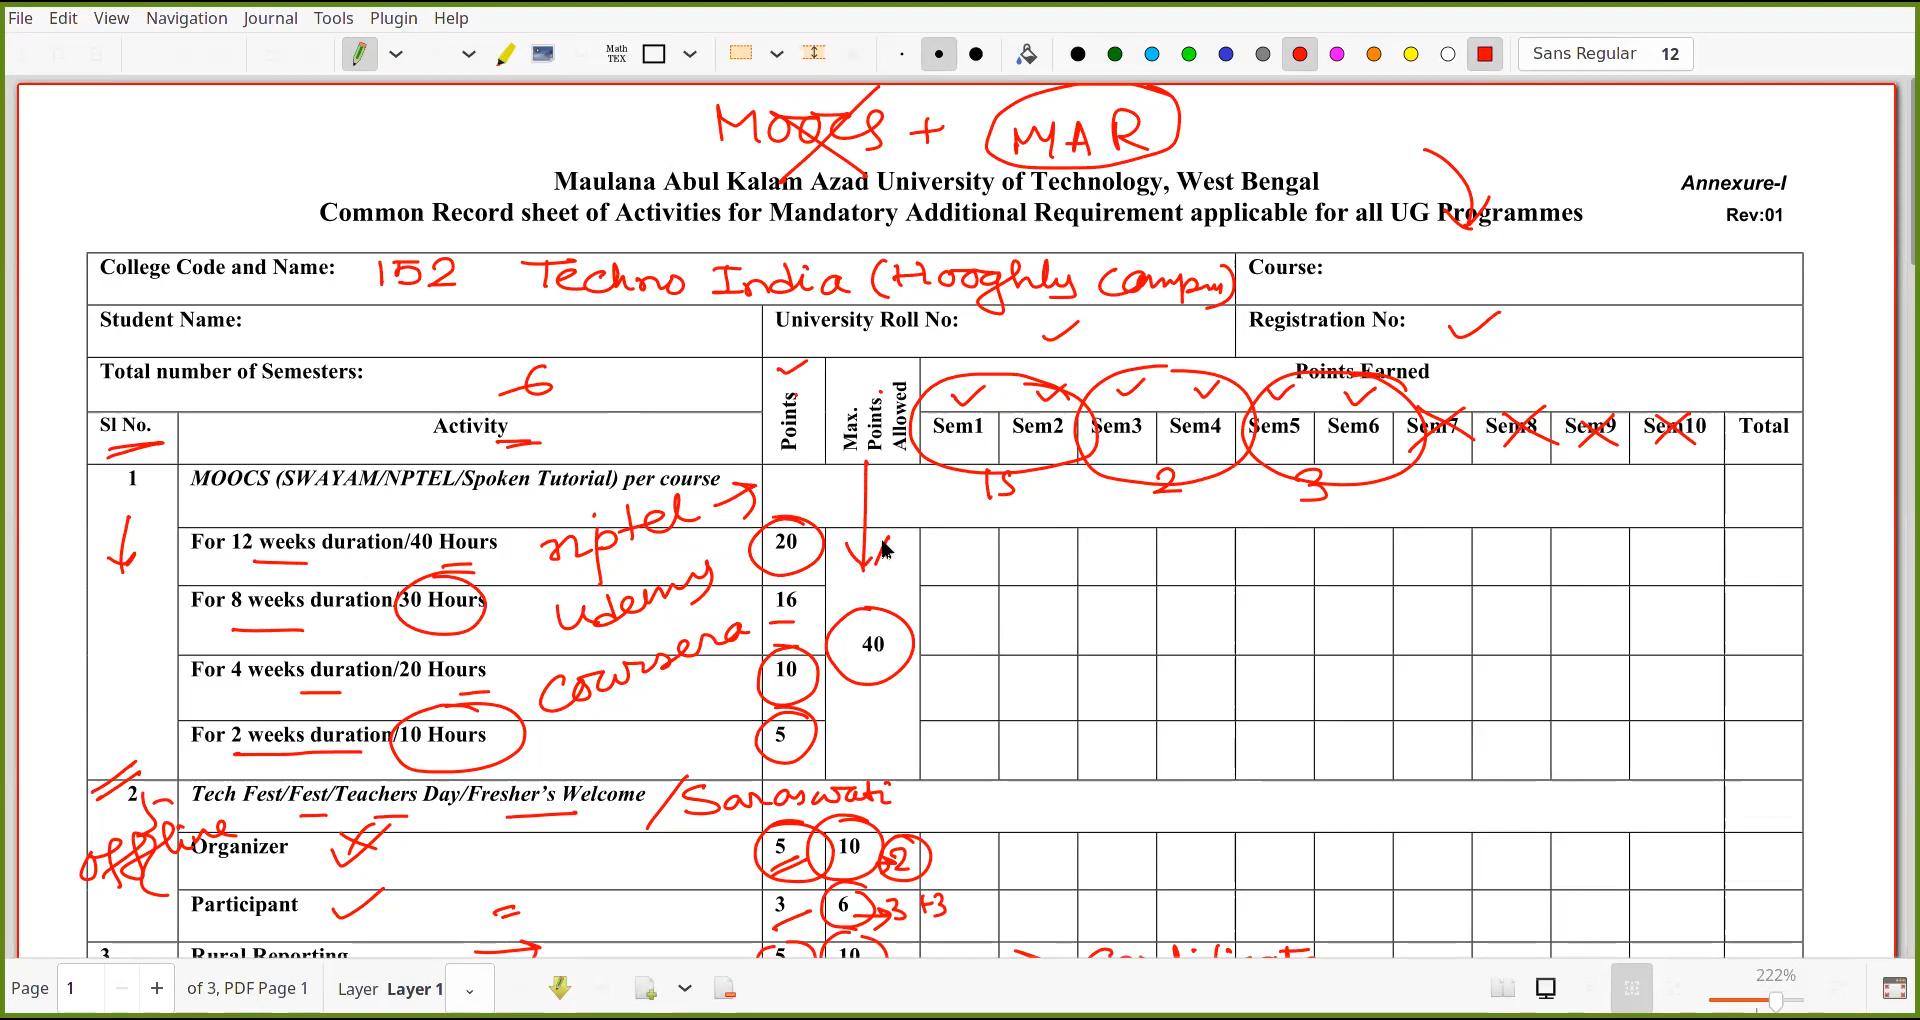 File Edit View Navigation Journal Tools Plugin Help
Math TEX
Sans Regular 12
MOOCS + MAR
Maulana Abul Kalam Azad University of Technology, West Bengal
Annexure-I
Common Record sheet of Activities for Mandatory Additional Requirement applicable for all UG Programmes
Rev:01
College Code and Name: 152 Techno India (Hooghly Campus) Course:
Student Name: University Roll No: Registration No:
Total number of Semesters: 6 Points Max. Points Allowed Points Earned
Sl No. Activity Sem1 Sem2 Sem3 Sem4 Sem5 Sem6 Sem7 Sem8 Sem9 Sem10 Total
1 MOOCS (SWAYAM/NPTEL/Spoken Tutorial) per course
2 3
For 12 weeks duration/40 Hours nptel 20
For 8 weeks duration/30 Hours Udemy 16
40
For 4 weeks duration/20 Hours Coursera 10
For 2 weeks duration/10 Hours 5
2 Tech Fest/Fest/Teachers Day/Fresher's Welcome /Saraswati
offline
Organizer 5 10 2
Participant 3 6 3 +3
3 Rural Reporting 5 10
Page 1 of 3, PDF Page 1 Layer Layer 1 222%